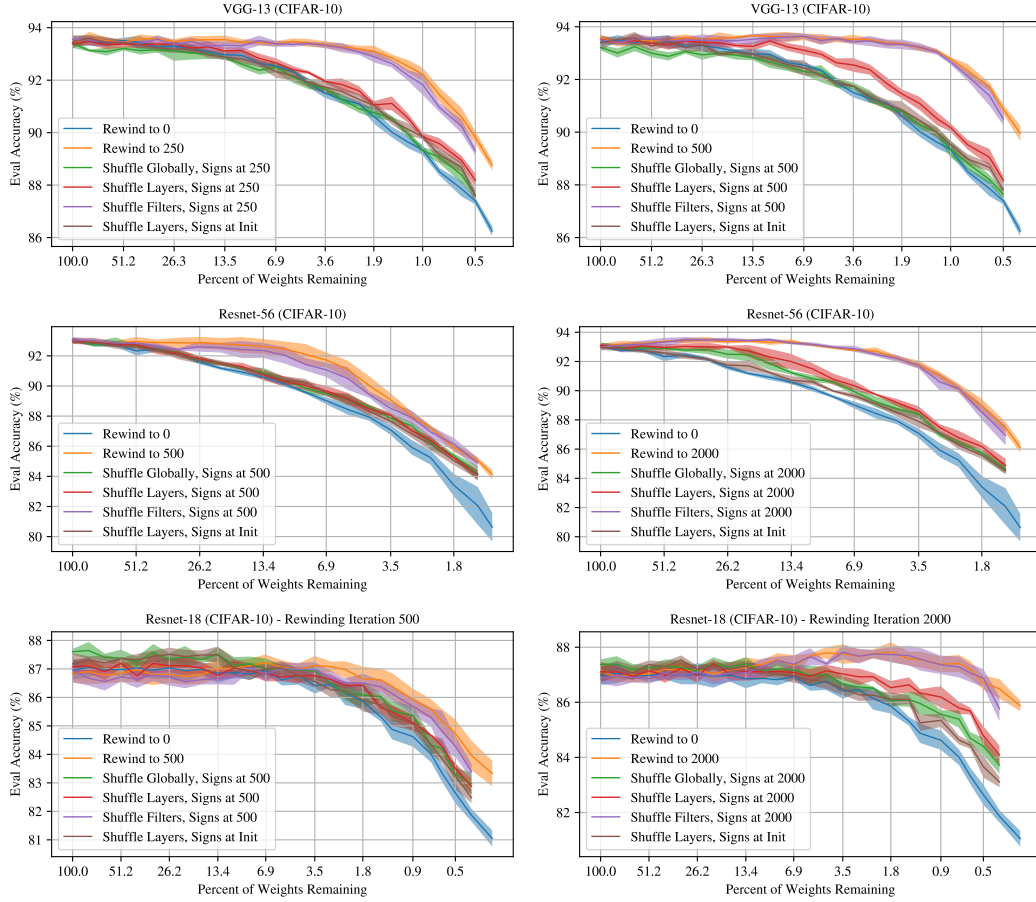 VGG-13 (CIFAR-10)
94
92
90
88
86
Eval Accuracy (%)
Rewind to 0
Rewind to 250
Shuffle Globally, Signs at 250
Shuffle Layers, Signs at 250
Shuffle Filters, Signs at 250
Shuffle Layers, Signs at Init
100.0 51.2 26.3 13.5 6.9 3.6 1.9 1.0 0.5
Percent of Weights Remaining
VGG-13 (CIFAR-10)
94
92
90
88
86
Eval Accuracy (%)
Rewind to 0
Rewind to 500
Shuffle Globally, Signs at 500
Shuffle Layers, Signs at 500
Shuffle Filters, Signs at 500
Shuffle Layers, Signs at Init
100.0 51.2 26.3 13.5 6.9 3.6 1.9 1.0 0.5
Percent of Weights Remaining
Resnet-56 (CIFAR-10)
92
90
88
86
84
82
80
Eval Accuracy (%)
Rewind to 0
Rewind to 500
Shuffle Globally, Signs at 500
Shuffle Layers, Signs at 500
Shuffle Filters, Signs at 500
Shuffle Layers, Signs at Init
100.0 51.2 26.2 13.4 6.9 3.5 1.8
Percent of Weights Remaining
Resnet-56 (CIFAR-10)
94
92
90
88
86
84
82
80
Eval Accuracy (%)
Rewind to 0
Rewind to 2000
Shuffle Globally, Signs at 2000
Shuffle Layers, Signs at 2000
Shuffle Filters, Signs at 2000
Shuffle Layers, Signs at Init
100.0 51.2 26.2 13.4 6.9 3.5 1.8
Percent of Weights Remaining
Resnet-18 (CIFAR-10) - Rewinding Iteration 500
88
87
86
85
84
83
82
81
Eval Accuracy (%)
Rewind to 0
Rewind to 500
Shuffle Globally, Signs at 500
Shuffle Layers, Signs at 500
Shuffle Filters, Signs at 500
Shuffle Layers, Signs at Init
100.0 51.2 26.2 13.4 6.9 3.5 1.8 0.9 0.5
Percent of Weights Remaining
Resnet-18 (CIFAR-10) - Rewinding Iteration 2000
88
86
84
82
Eval Accuracy (%)
Rewind to 0
Rewind to 2000
Shuffle Globally, Signs at 2000
Shuffle Layers, Signs at 2000
Shuffle Filters, Signs at 2000
Shuffle Layers, Signs at Init
100.0 51.2 26.2 13.4 6.9 3.5 1.8 0.9 0.5
Percent of Weights Remaining